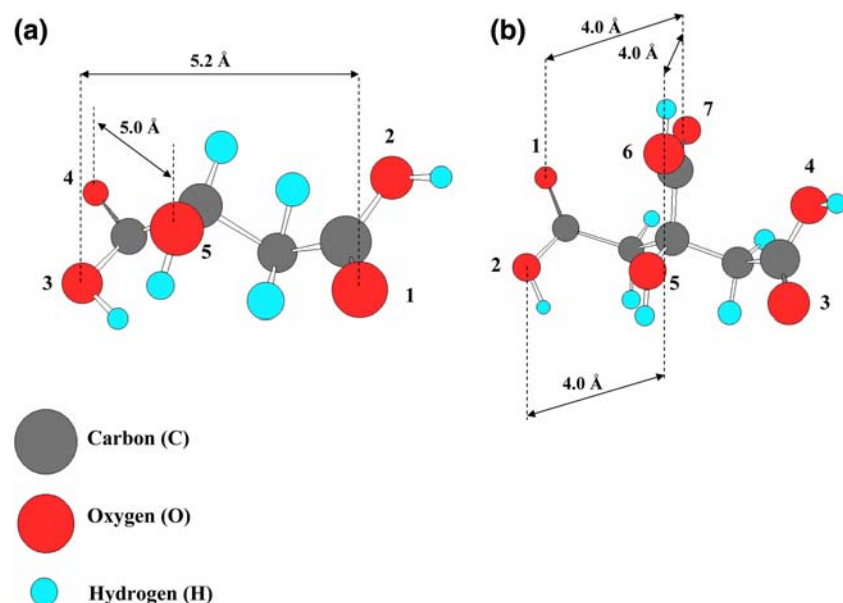 (a)
5.2 Å
5.0 Å
4
2
3
5
1
(b)
4.0 Å
4.0 Å
7
1
6
4
2
5
3
4.0 Å
Carbon (C)
Oxygen (O)
Hydrogen (H)